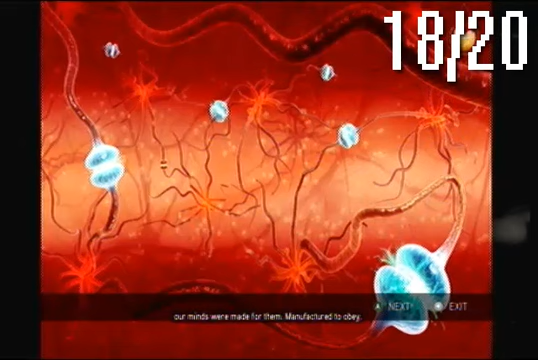 18/20
A NEXT
B EXIT
our minds were made for them. Manufactured to obey.